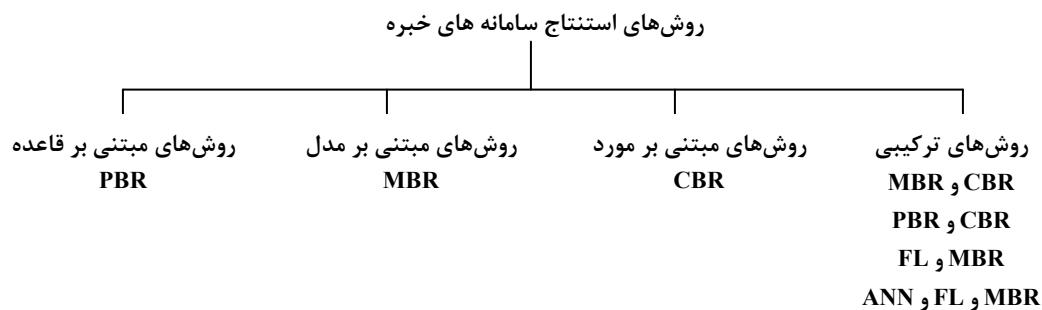 روش‌های استنتاج سامانه های خبره
روش‌های ترکیبی
CBR و MBR
CBR و PBR
MBR و FL
MBR و FL و ANN
روش‌های مبتنی بر مورد
CBR
روش‌های مبتنی بر مدل
MBR
روش‌های مبتنی بر قاعده
PBR